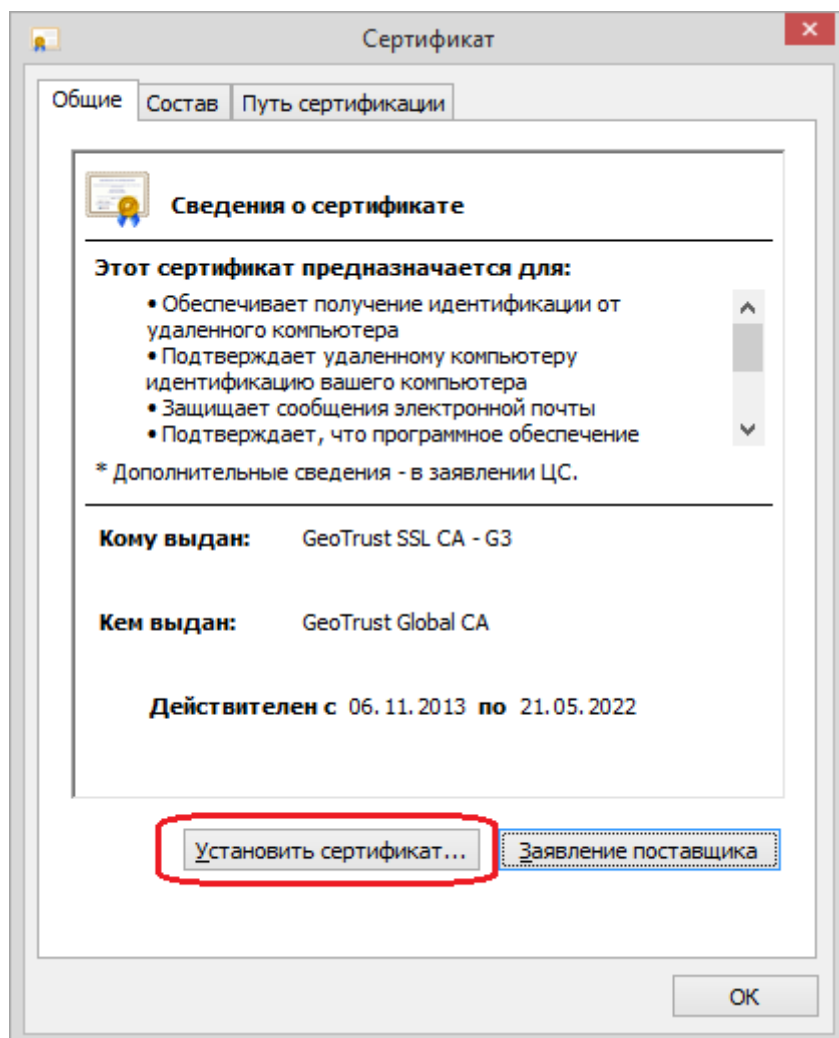 Сертификат
Общие Состав Путь сертификации
Сведения о сертификате
Этот сертификат предназначается для:
• Обеспечивает получение идентификации от
удаленного компьютера
• Подтверждает удаленному компьютеру
идентификацию вашего компьютера
• Защищает сообщения электронной почты
• Подтверждает, что программное обеспечение
* Дополнительные сведения - в заявлении ЦС.
Кому выдан: GeoTrust SSL CA - G3
Кем выдан: GeoTrust Global CA
Действителен с 06.11.2013 по 21.05.2022
Установить сертификат... Заявление поставщика
ОК